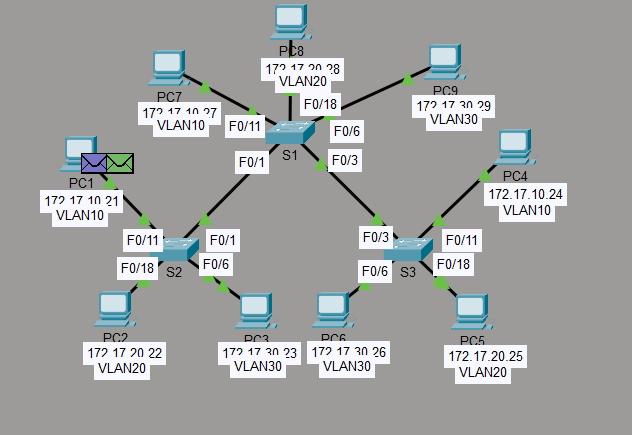 PC8
172.17.20.28
VLAN20
PC7
172.17.10.27
VLAN10
PC9
172.17.30.29
VLAN30
F0/18
F0/11
F0/6
S1
F0/1
F0/3
PC1
172.17.10.21
VLAN10
PC4
172.17.10.24
VLAN10
F0/11
F0/1
F0/18
F0/6
S2
F0/3
F0/11
F0/6
F0/18
S3
PC2
172.17.20.22
VLAN20
PC3
172.17.30.23
VLAN30
PC6
172.17.30.26
VLAN30
PC5
172.17.20.25
VLAN20